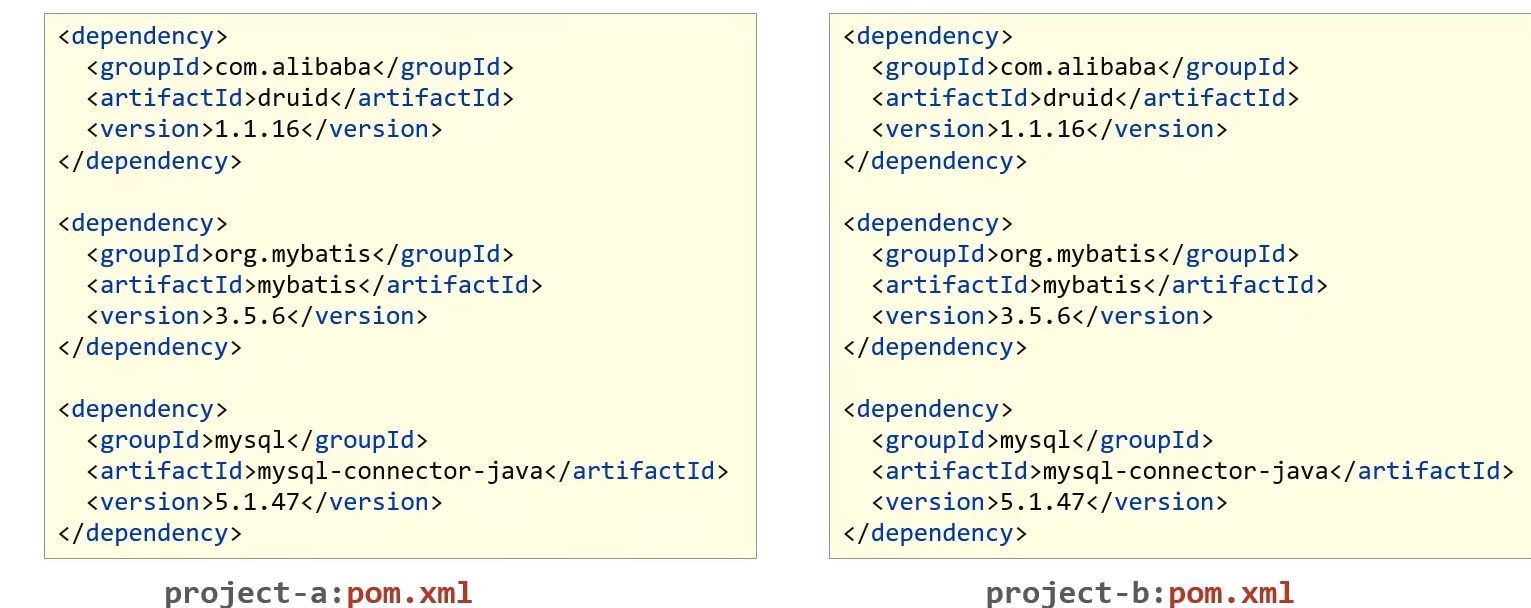 <dependency>
  <groupId>com.alibaba</groupId>
  <artifactId>druid</artifactId>
  <version>1.1.16</version>
</dependency>

<dependency>
  <groupId>org.mybatis</groupId>
  <artifactId>mybatis</artifactId>
  <version>3.5.6</version>
</dependency>

<dependency>
  <groupId>mysql</groupId>
  <artifactId>mysql-connector-java</artifactId>
  <version>5.1.47</version>
</dependency>
project-a:pom.xml
<dependency>
  <groupId>com.alibaba</groupId>
  <artifactId>druid</artifactId>
  <version>1.1.16</version>
</dependency>

<dependency>
  <groupId>org.mybatis</groupId>
  <artifactId>mybatis</artifactId>
  <version>3.5.6</version>
</dependency>

<dependency>
  <groupId>mysql</groupId>
  <artifactId>mysql-connector-java</artifactId>
  <version>5.1.47</version>
</dependency>
project-b:pom.xml